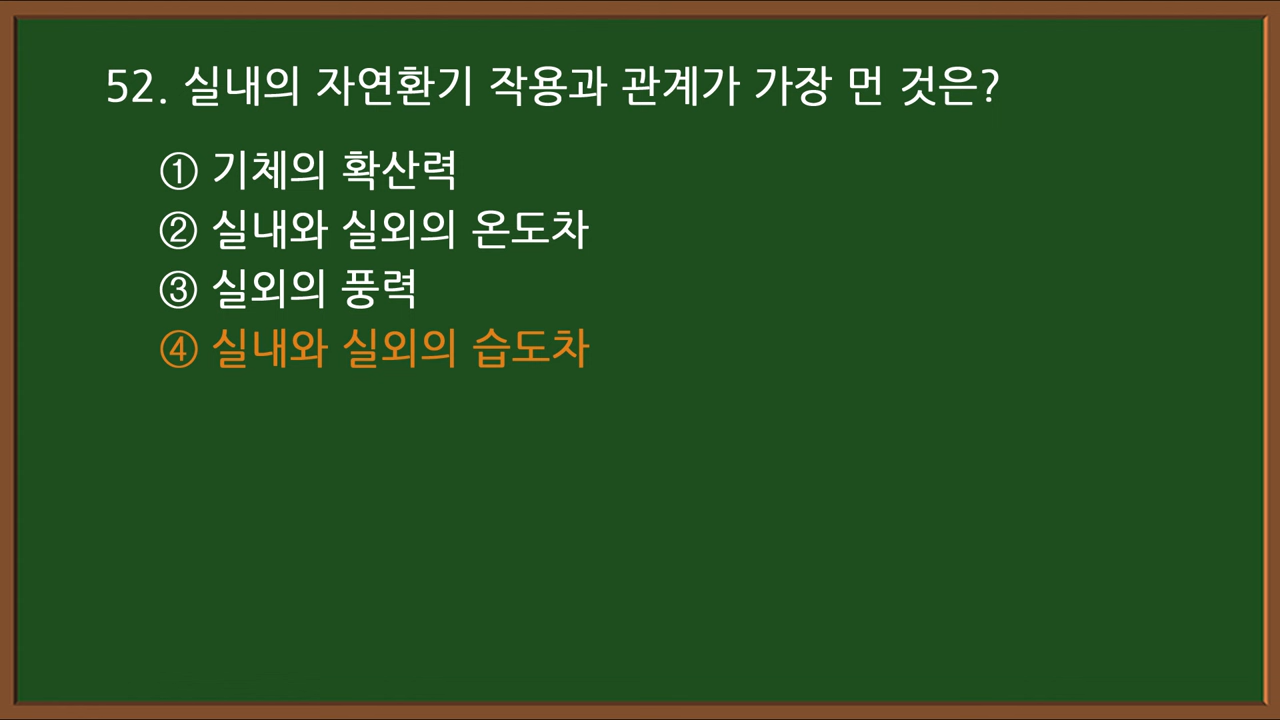 52. 실내의 자연환기 작용과 관계가 가장 먼 것은?
① 기체의 확산력
② 실내와 실외의 온도차
③ 실외의 풍력
④ 실내와 실외의 습도차